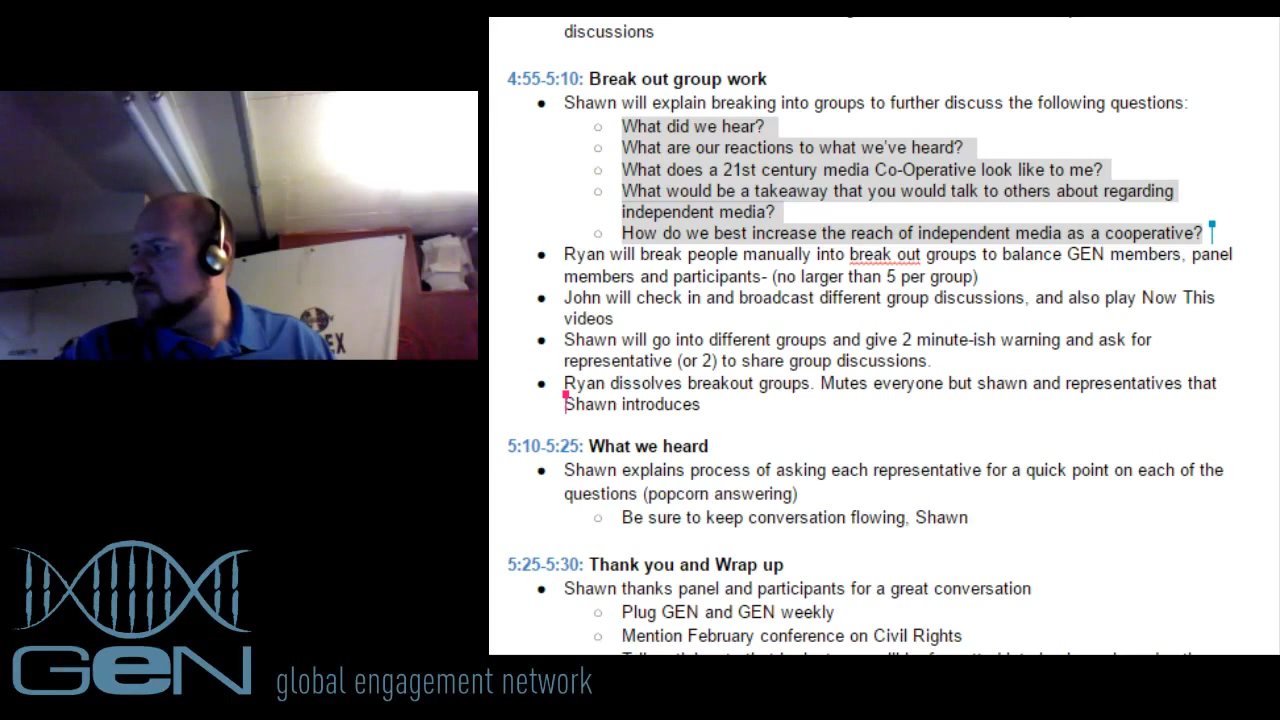 discussions
4:55-5:10: Break out group work
Shawn will explain breaking into groups to further discuss the following questions:
What did we hear?
What are our reactions to what we've heard?
What does a 21st century media Co-Operative look like to me?
What would be a takeaway that you would talk to others about regarding
independent media?
How do we best increase the reach of independent media as a cooperative?
Ryan will break people manually into break out groups to balance GEN members, panel
members and participants- (no larger than 5 per group)
John will check in and broadcast different group discussions, and also play Now This
videos
Shawn will go into different groups and give 2 minute-ish warning and ask for
representative (or 2) to share group discussions.
Ryan dissolves breakout groups. Mutes everyone but shawn and representatives that
Shawn introduces
5:10-5:25: What we heard
Shawn explains process of asking each representative for a quick point on each of the
questions (popcorn answering)
Be sure to keep conversation flowing, Shawn
5:25-5:30: Thank you and Wrap up
Shawn thanks panel and participants for a great conversation
Plug GEN and GEN weekly
Mention February conference on Civil Rights
GeN global engagement network